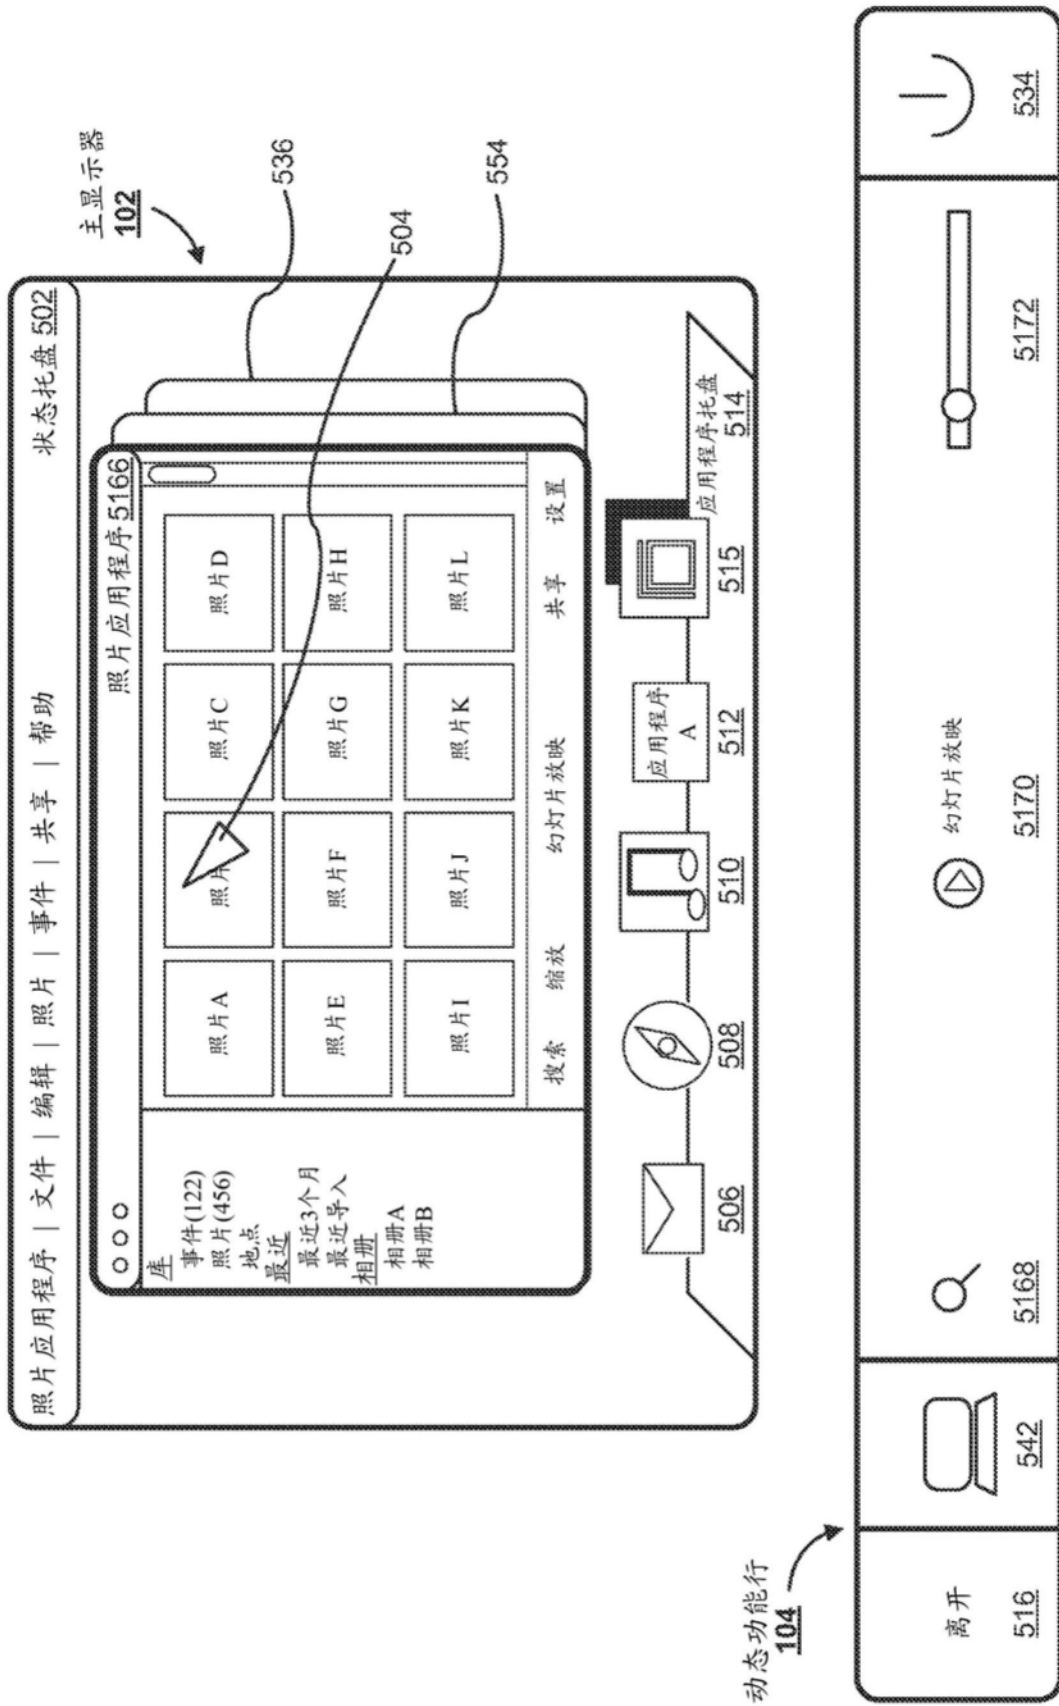 主显示器
102
照片应用程序 | 文件 | 编辑 | 照片 | 事件 | 共享 | 帮助
状态托盘 502
照片应用程序 5166
库
事件(122)
照片(456)
地点
最近
最近3个月
最近导入
相册
相册A
相册B
照片A
照片
照片C
照片D
照片E
照片F
照片G
照片H
照片I
照片J
照片K
照片L
搜索 缩放 幻灯片放映 共享 设置
536
504
554
应用程序托盘
514
应用程序
A
506
508
510
512
515
动态功能行
104
离开
幻灯片放映
516
542
5168
5170
5172
534